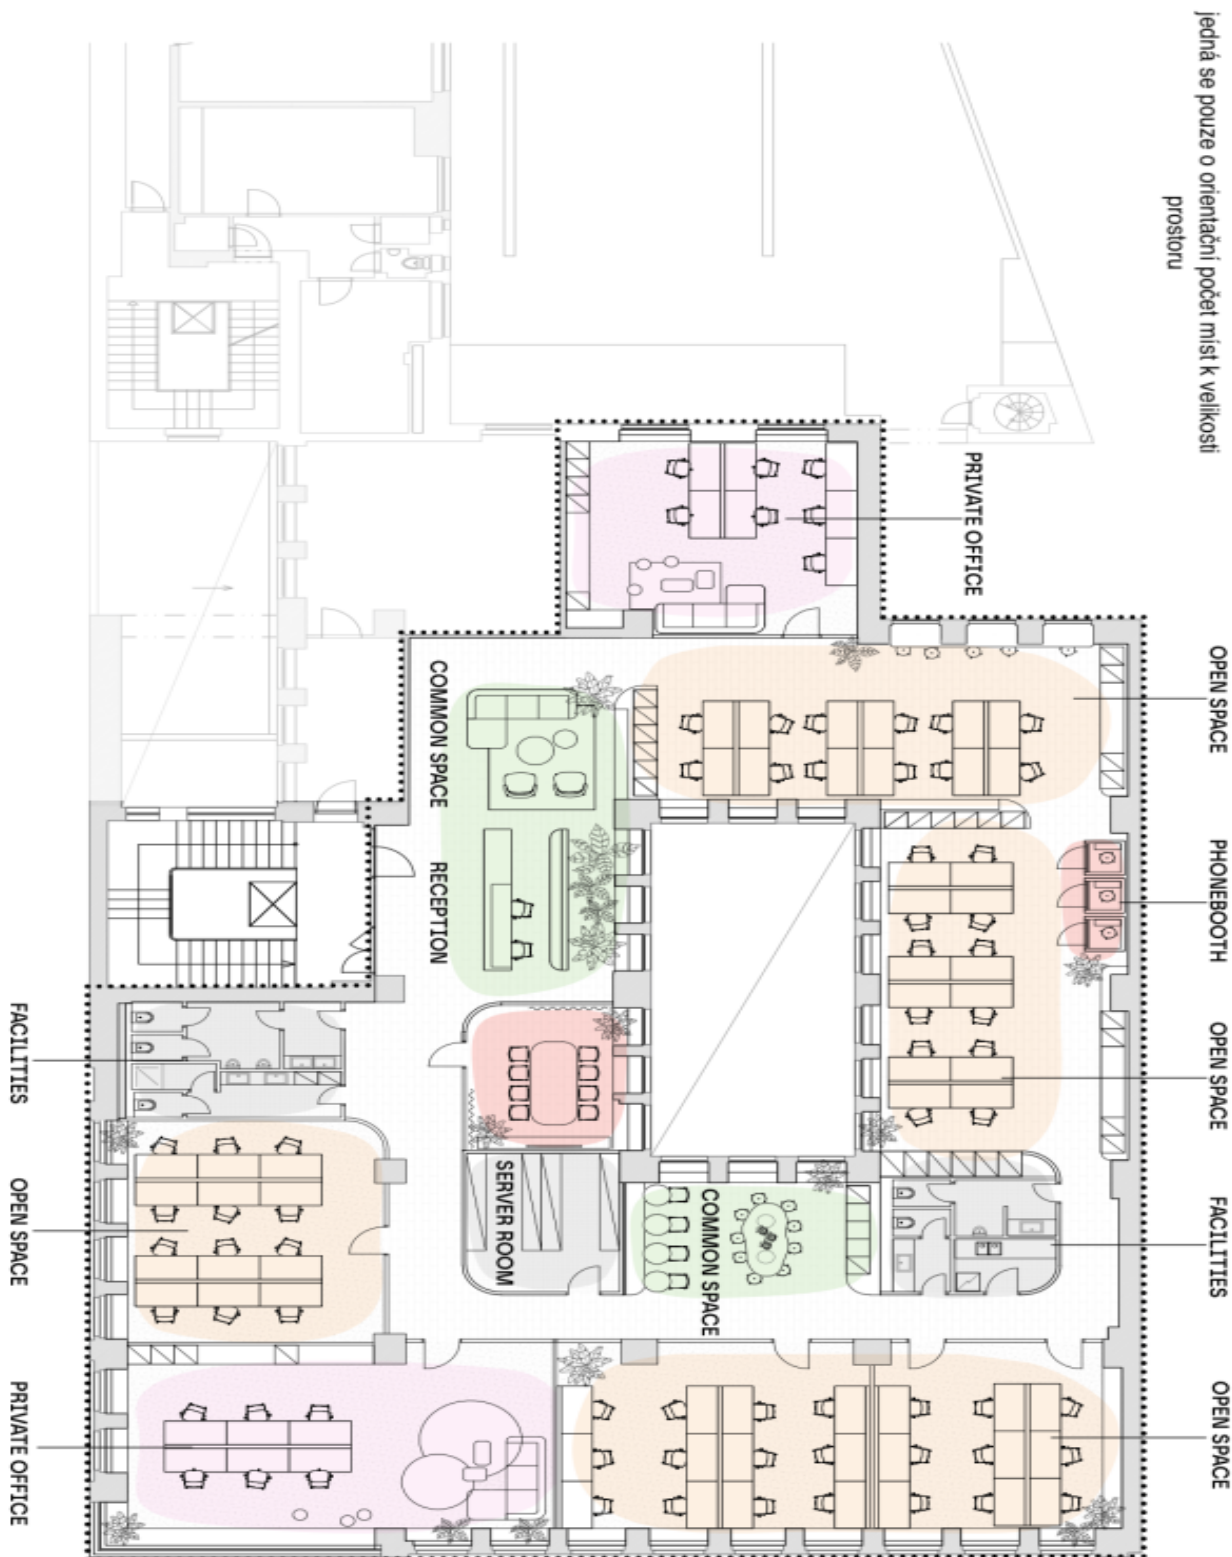 jedná se pouze o orientační počet míst k velikosti
prostoru
PRIVATE OFFICE
OPEN SPACE
PHONEBOOTH
OPEN SPACE
FACILITIES
OPEN SPACE
COMMON SPACE
RECEPTION
SERVER ROOM
COMMON SPACE
FACILITIES
OPEN SPACE
PRIVATE OFFICE